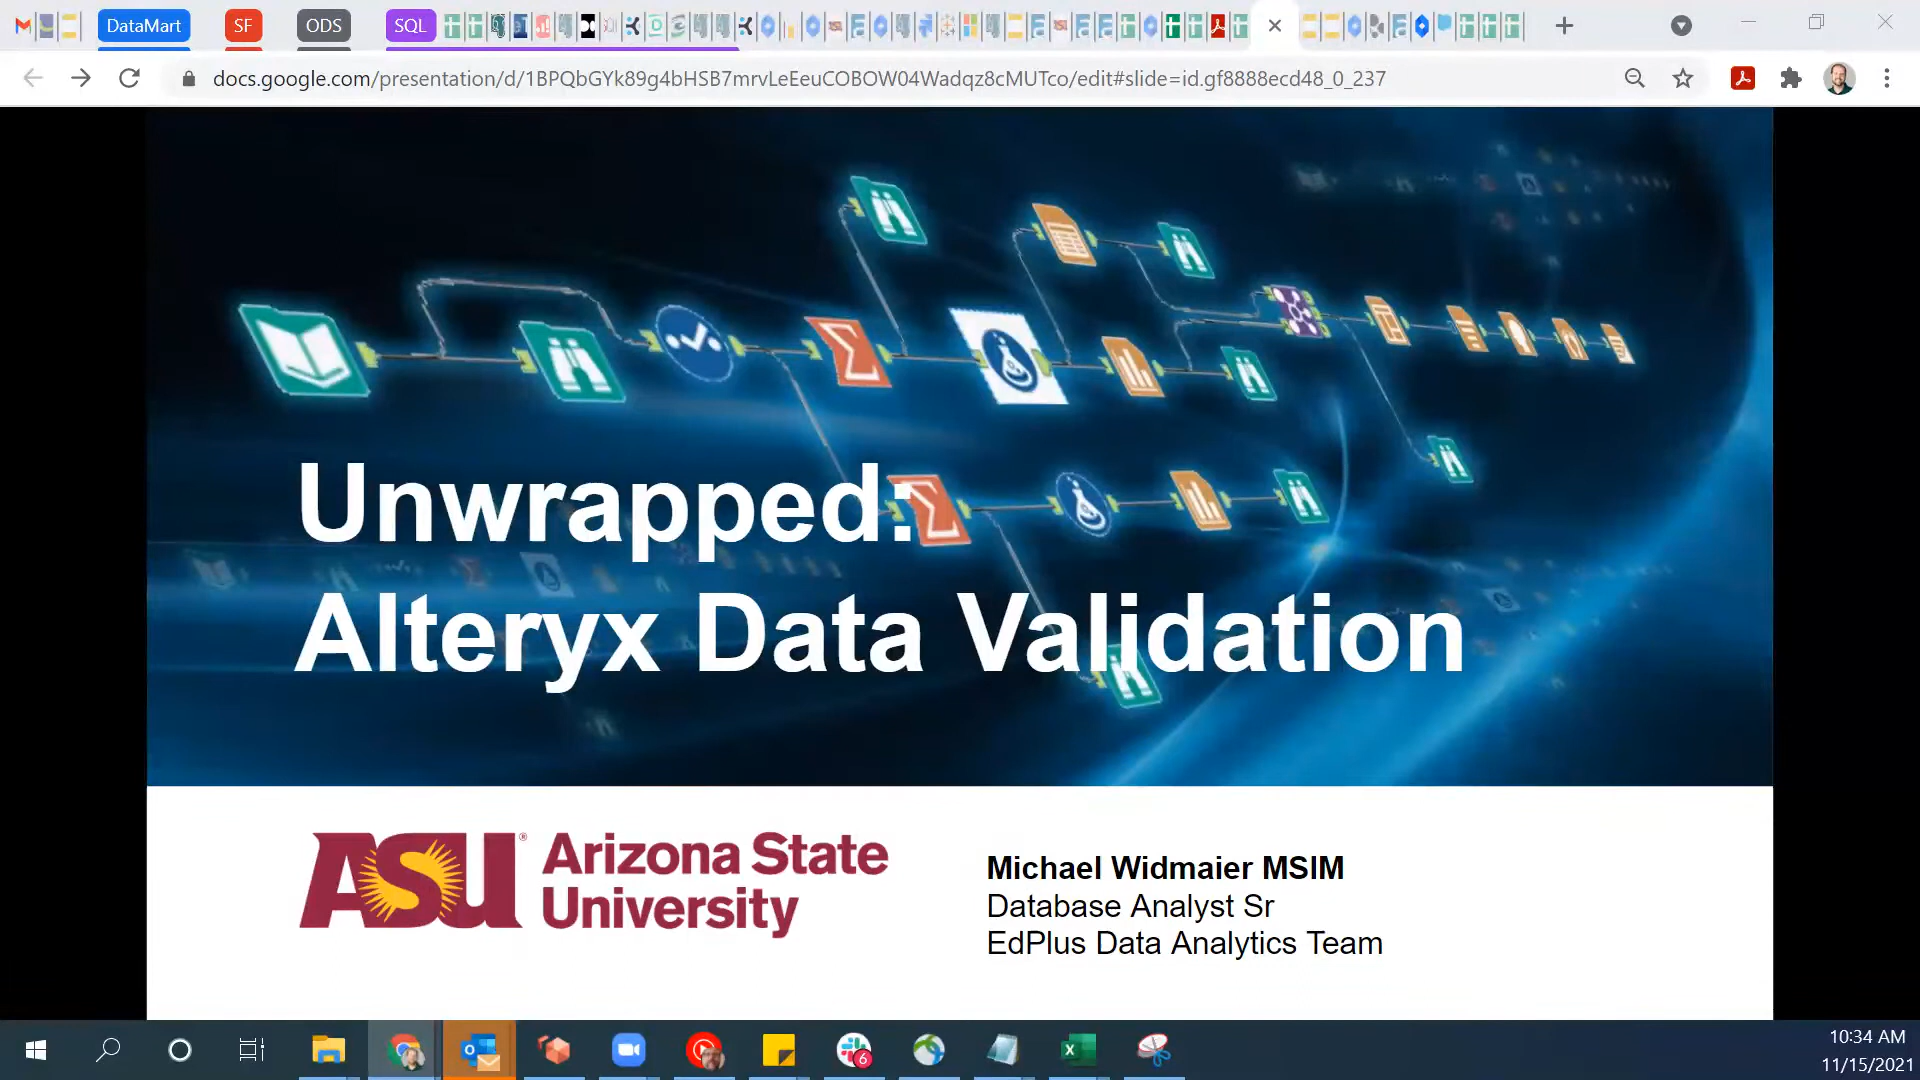 DataMart
SF
ODS
SQL
docs.google.com/presentation/d/1BPQbGYk89g4bHSB7mrvLeEeuCOBOW04Wadqz8cMUTco/edit#slide=id.gf8888ecd48_0_237
Unwrapped:
Alteryx Data Validation
ASU®
Arizona State
University
Michael Widmaier MSIM
Database Analyst Sr
EdPlus Data Analytics Team
6
10:34 AM
11/15/2021